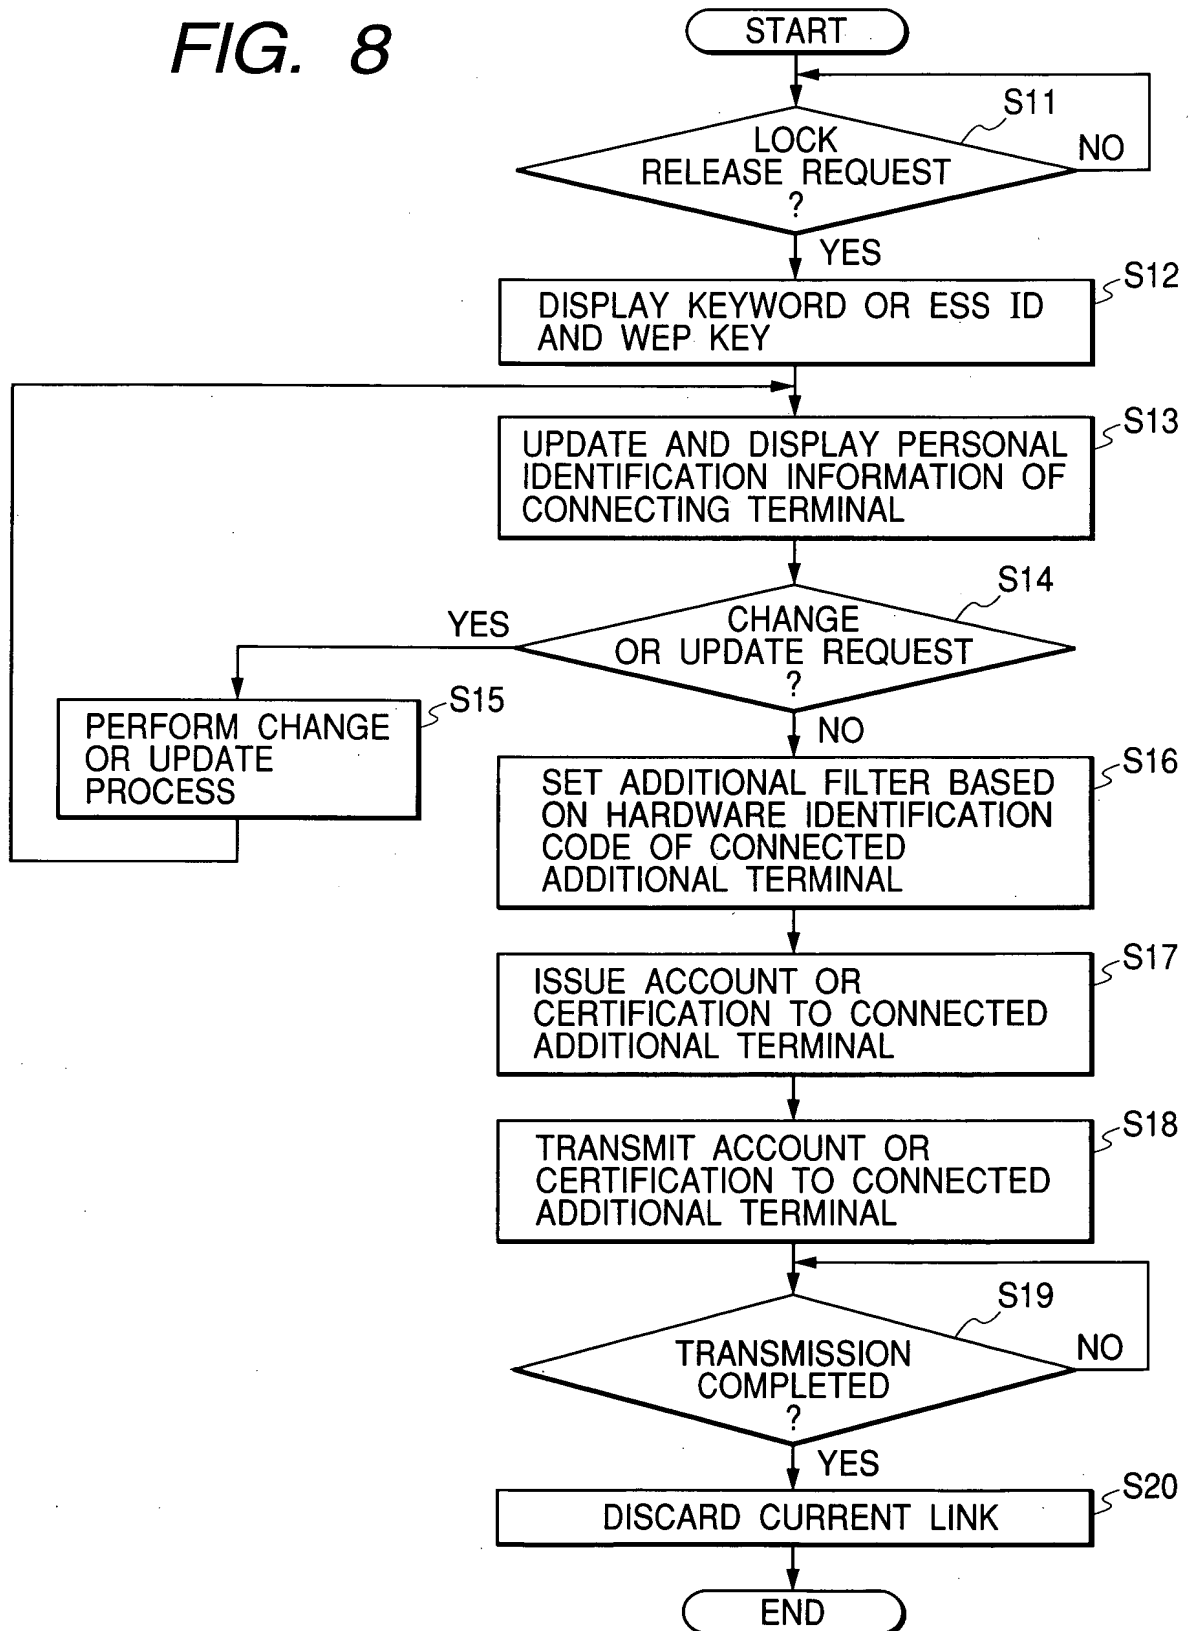 FIG. 8
START
S11
LOCK
RELEASE REQUEST
?
NO
YES
S12
DISPLAY KEYWORD OR ESS ID
AND WEP KEY
S13
UPDATE AND DISPLAY PERSONAL
IDENTIFICATION INFORMATION OF
CONNECTING TERMINAL
S14
CHANGE
OR UPDATE REQUEST
?
YES
S15
PERFORM CHANGE
OR UPDATE
PROCESS
NO
S16
SET ADDITIONAL FILTER BASED
ON HARDWARE IDENTIFICATION
CODE OF CONNECTED
ADDITIONAL TERMINAL
S17
ISSUE ACCOUNT OR
CERTIFICATION TO CONNECTED
ADDITIONAL TERMINAL
S18
TRANSMIT ACCOUNT OR
CERTIFICATION TO CONNECTED
ADDITIONAL TERMINAL
S19
TRANSMISSION
COMPLETED
?
NO
YES
S20
DISCARD CURRENT LINK
END